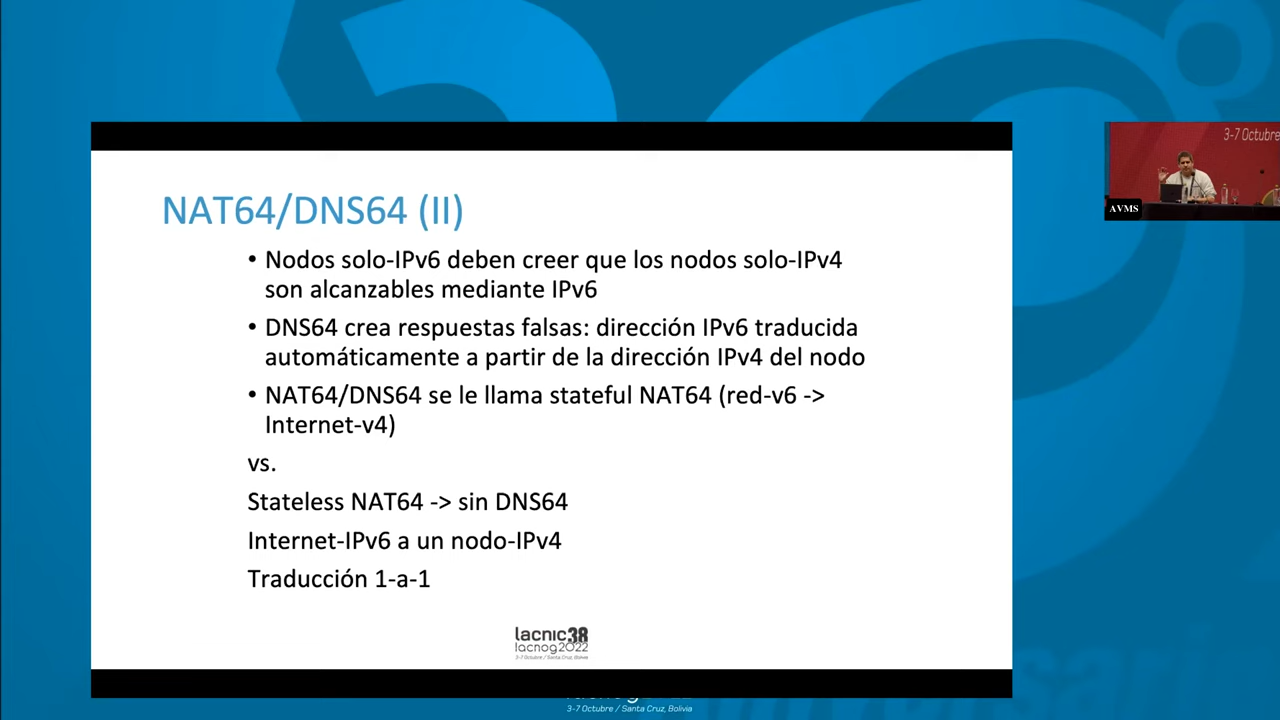 NAT64/DNS64 (II)
• Nodos solo-IPv6 deben creer que los nodos solo-IPv4
son alcanzables mediante IPv6
• DNS64 crea respuestas falsas: dirección IPv6 traducida
automáticamente a partir de la dirección IPv4 del nodo
• NAT64/DNS64 se le llama stateful NAT64 (red-v6 ->
Internet-v4)
vs.
Stateless NAT64 -> sin DNS64
Internet-IPv6 a un nodo-IPv4
Traducción 1-a-1
lacnic38
lacnog2022
3-7 Octubre / Santa Cruz, Bolivia
3-7 Octubre / Santa Cruz, Bolivia
3-7 Octubre
AVMS